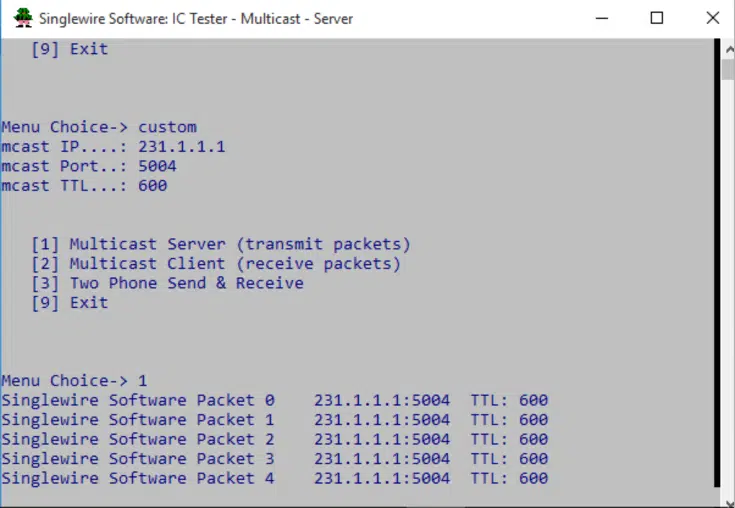 Singlewire Software: IC Tester - Multicast - Server
[9] Exit
Menu Choice-> custom
mcast IP....: 231.1.1.1
mcast Port..: 5004
mcast TTL...: 600
[1] Multicast Server (transmit packets)
[2] Multicast Client (receive packets)
[3] Two Phone Send & Receive
[9] Exit
Menu Choice-> 1
Singlewire Software Packet 0    231.1.1.1:5004  TTL: 600
Singlewire Software Packet 1    231.1.1.1:5004  TTL: 600
Singlewire Software Packet 2    231.1.1.1:5004  TTL: 600
Singlewire Software Packet 3    231.1.1.1:5004  TTL: 600
Singlewire Software Packet 4    231.1.1.1:5004  TTL: 600